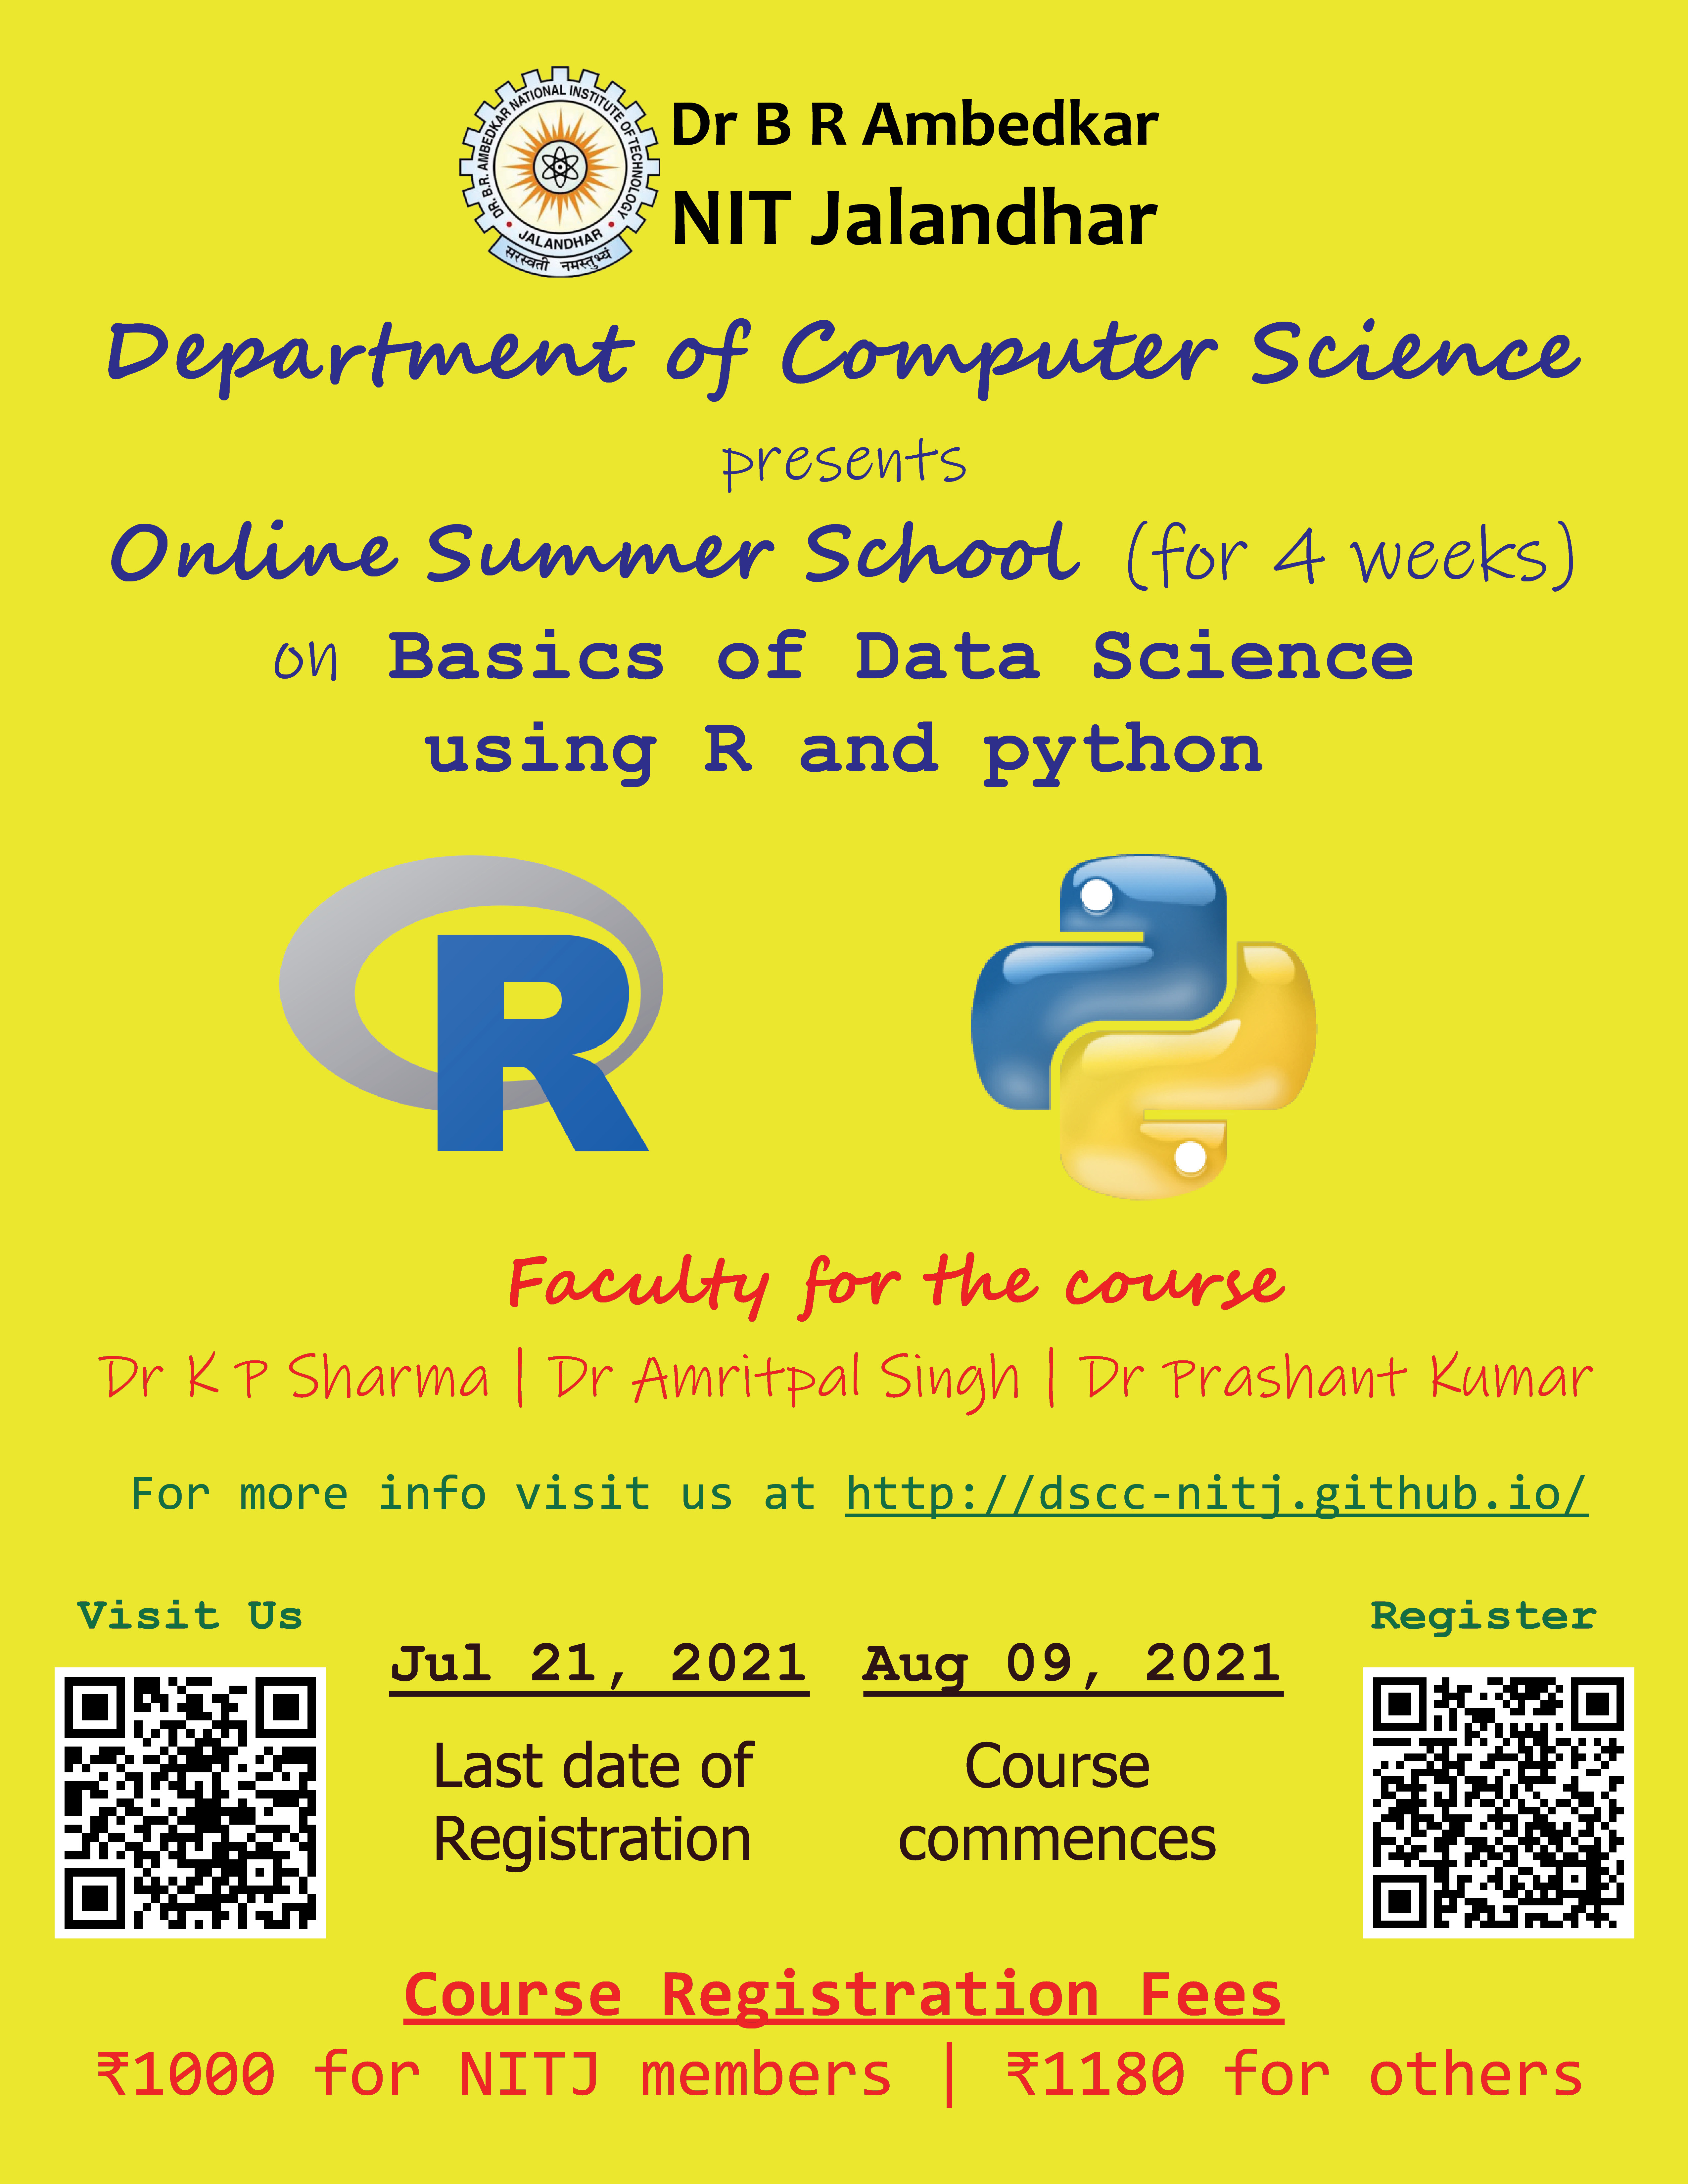 DR. B.R. AMBEDKAR NATIONAL INSTITUTE OF TECHNOLOGY
JALANDHAR
सरस्वती नमस्तुभ्यं
Dr B R Ambedkar
NIT Jalandhar
Department of Computer Science
presents
Online Summer School (for 4 weeks)
on Basics of Data Science
using R and python
R
Faculty for the course
Dr K P Sharma | Dr Amritpal Singh | Dr Prashant Kumar
For more info visit us at http://dscc-nitj.github.io/
Visit Us
Register
Jul 21, 2021 Aug 09, 2021
Last date of
Registration
Course
commences
Course Registration Fees
₹1000 for NITJ members | ₹1180 for others